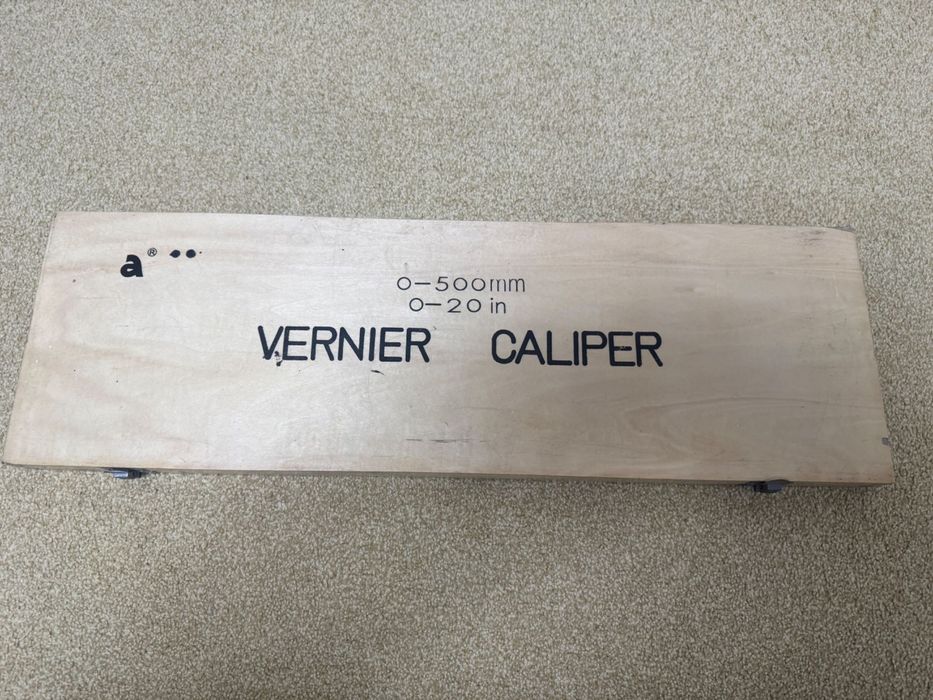 a®
0-500mm
0-20 in
VERNIER CALIPER